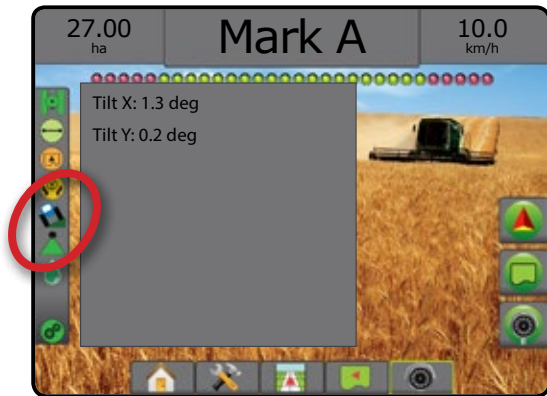 27.00
ha
Mark A
10.0
km/h
Tilt X: 1.3 deg
Tilt Y: 0.2 deg